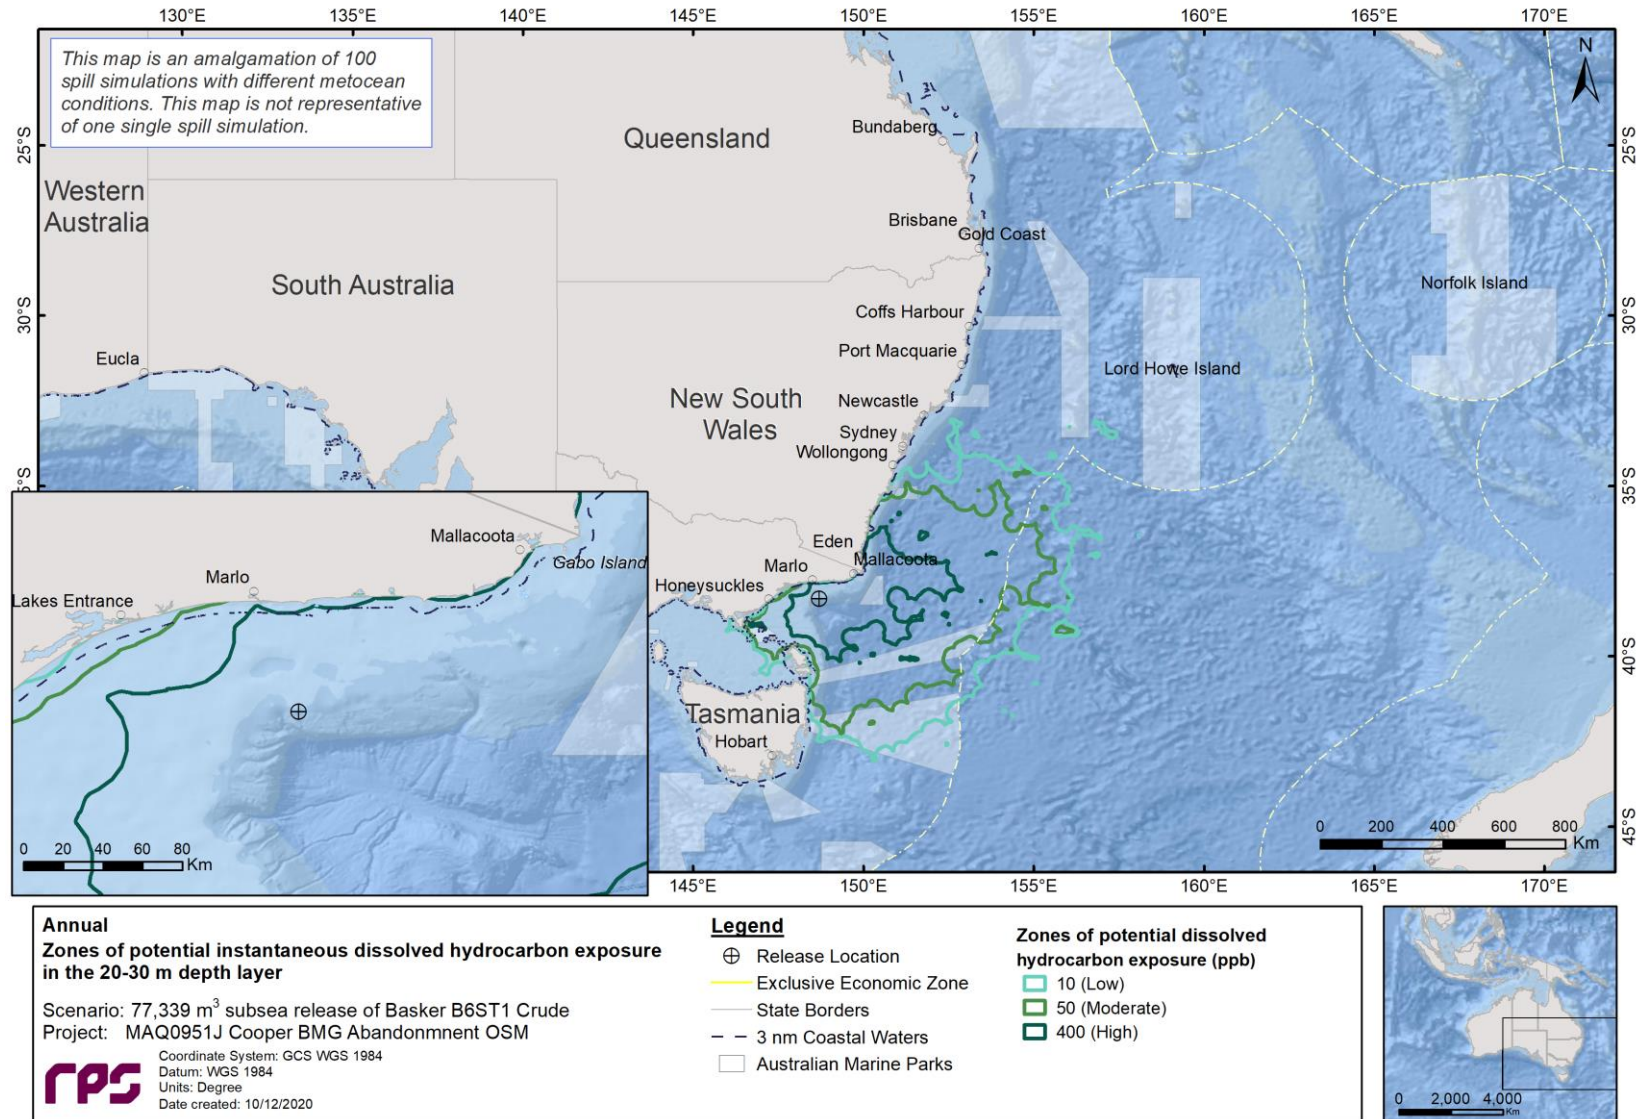 130°E 135°E 140°E 145°E 150°E 155°E 160°E 165°E 170°E
This map is an amalgamation of 100
spill simulations with different metocean
conditions. This map is not representative
of one single spill simulation.
N
25°S
25°S
Queensland
Bundaberg
Western
Australia
Brisbane
Gold Coast
South Australia
Norfolk Island
30°S
30°S
Coffs Harbour
Port Macquarie
Eucla
Lord Howe Island
New South
Wales
Newcastle
Sydney
Wollongong
35°S
35°S
Eden
Mallacoota
Marlo
Honeysuckles
Mallacoota
Gabo Island
Marlo
Lakes Entrance
40°S
Tasmania
Hobart
45°S
0 20 40 60 80
Km
0 200 400 600 800
Km
145°E 150°E 155°E 160°E 165°E 170°E
Annual
Zones of potential instantaneous dissolved hydrocarbon exposure
in the 20-30 m depth layer
Scenario: 77,339 m³ subsea release of Basker B6ST1 Crude
Project: MAQ0951J Cooper BMG Abandonmnent OSM
rps
Coordinate System: GCS WGS 1984
Datum: WGS 1984
Units: Degree
Date created: 10/12/2020
Legend
Release Location
Exclusive Economic Zone
State Borders
3 nm Coastal Waters
Australian Marine Parks
Zones of potential dissolved
hydrocarbon exposure (ppb)
10 (Low)
50 (Moderate)
400 (High)
0 2,000 4,000
Km